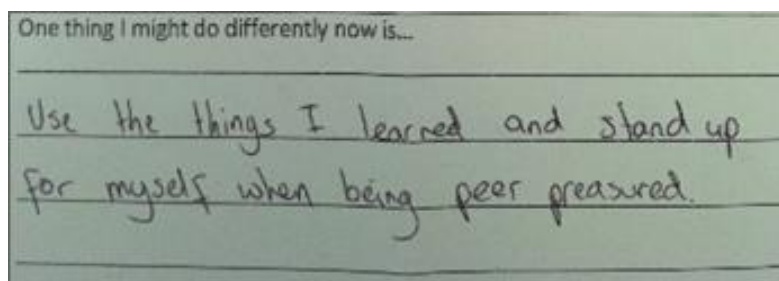 One thing I might do differently now is...
Use the things I learned and stand up
for myself when being peer preasured.